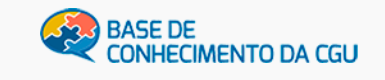 BASE DE
CONHECIMENTO DA CGU